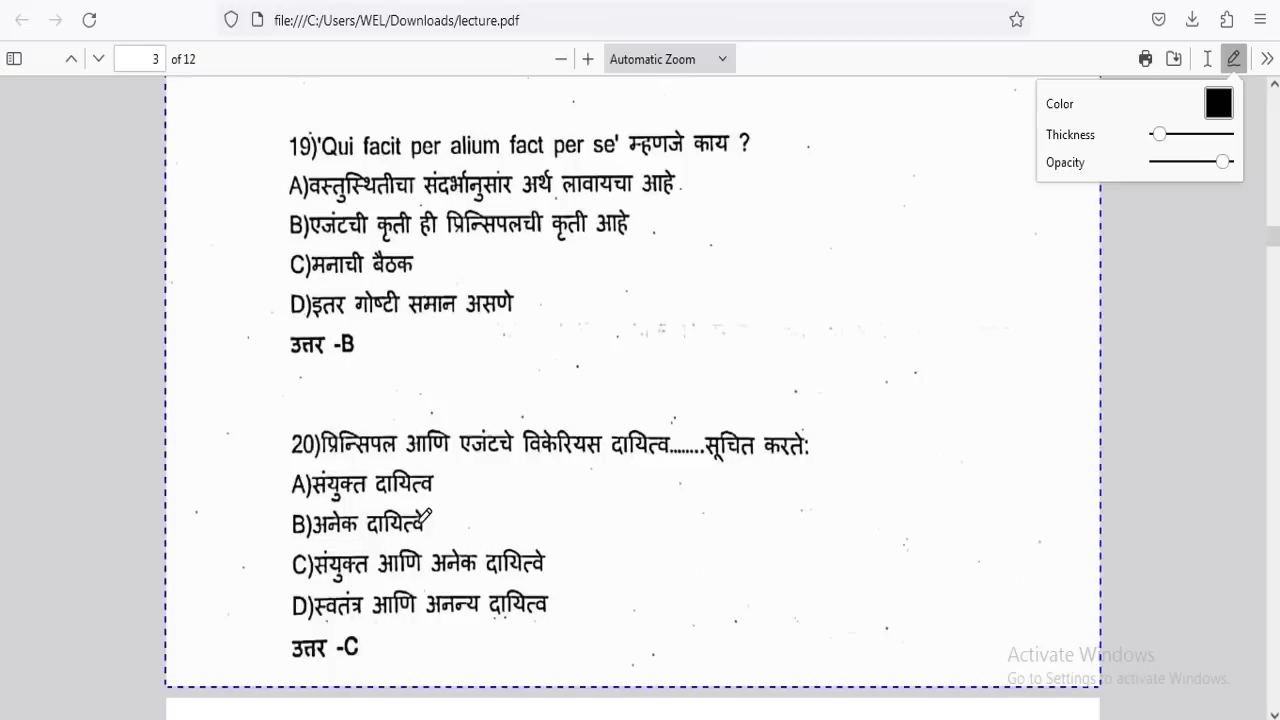 file:///C:/Users/WEL/Downloads/lecture.pdf
3 of 12
Automatic Zoom
Color
Thickness
Opacity
19)'Qui facit per alium fact per se' म्हणजे काय ?
A)वस्तुस्थितीचा संदर्भानुसार अर्थ लावायचा आहे
B)एजंटची कृती ही प्रिन्सिपलची कृती आहे
C)मनाची बैठक
D)इतर गोष्टी समान असणे
उत्तर -B
20)प्रिन्सिपल आणि एजंटचे विकेरियस दायित्व........सूचित करते:
A)संयुक्त दायित्व
B)अनेक दायित्वे
C)संयुक्त आणि अनेक दायित्वे
D)स्वतंत्र आणि अनन्य दायित्व
उत्तर -C
Activate Windows
Go to Settings to activate Windows.